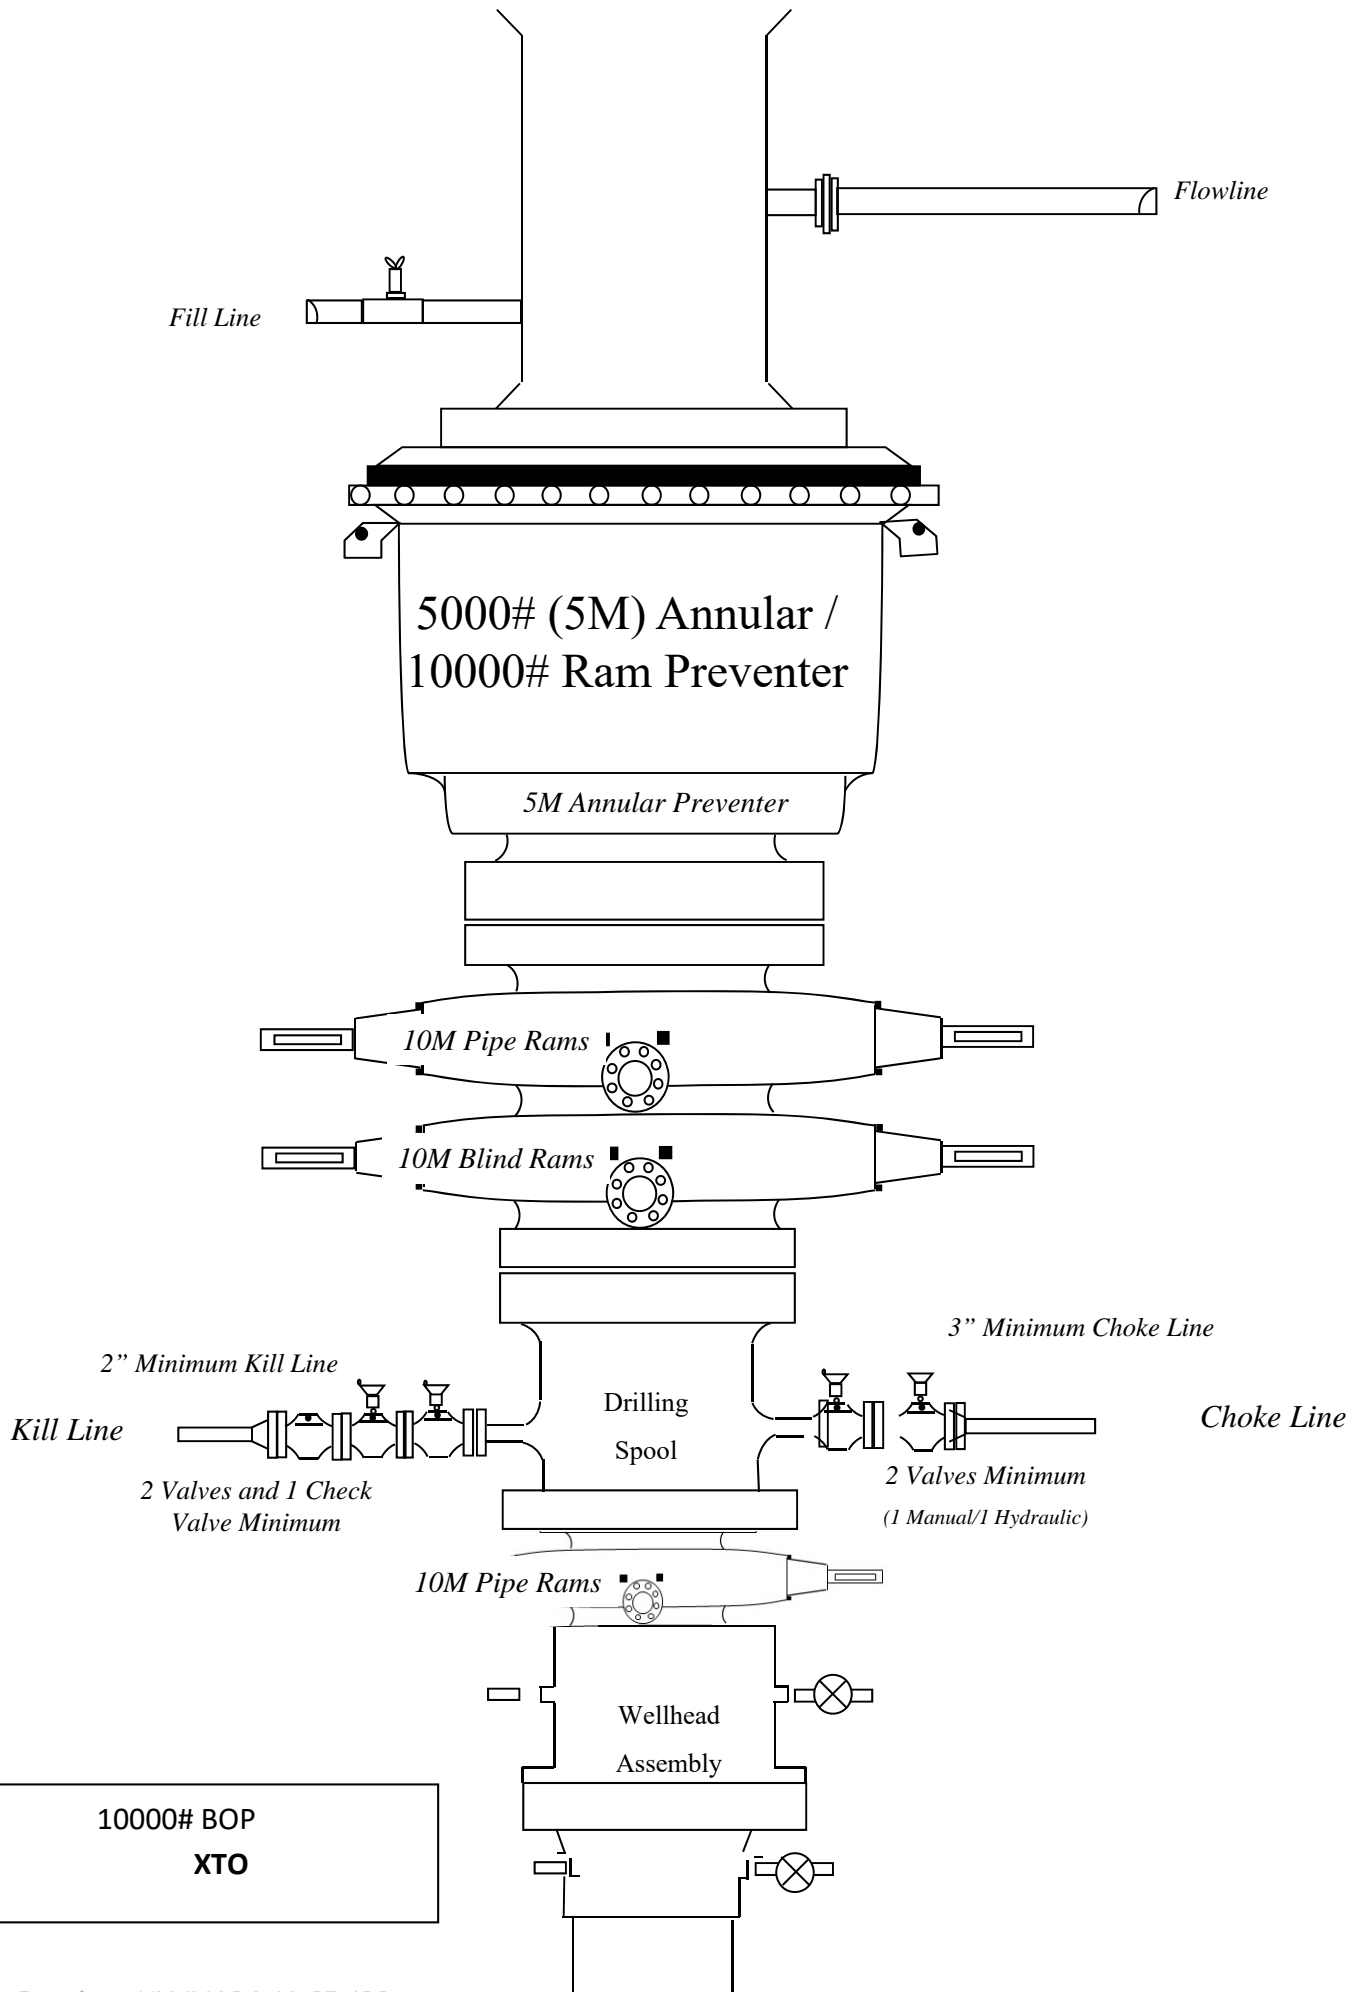 Flowline
Fill Line
5000# (5M) Annular /
10000# Ram Preventer
5M Annular Preventer
10M Pipe Rams
10M Blind Rams
3” Minimum Choke Line
2” Minimum Kill Line
Drilling
Spool
Kill Line
Choke Line
2 Valves and 1 Check
Valve Minimum
2 Valves Minimum
(1 Manual/1 Hydraulic)
10M Pipe Rams
Wellhead
Assembly
10000# BOP
XTO